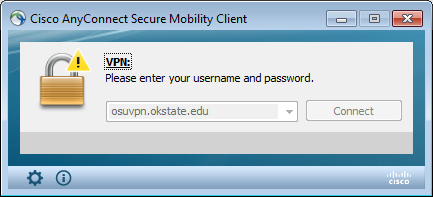 Cisco AnyConnect Secure Mobility Client
VPN:
Please enter your username and password.
osuvpn.okstate.edu
Connect
CISCO